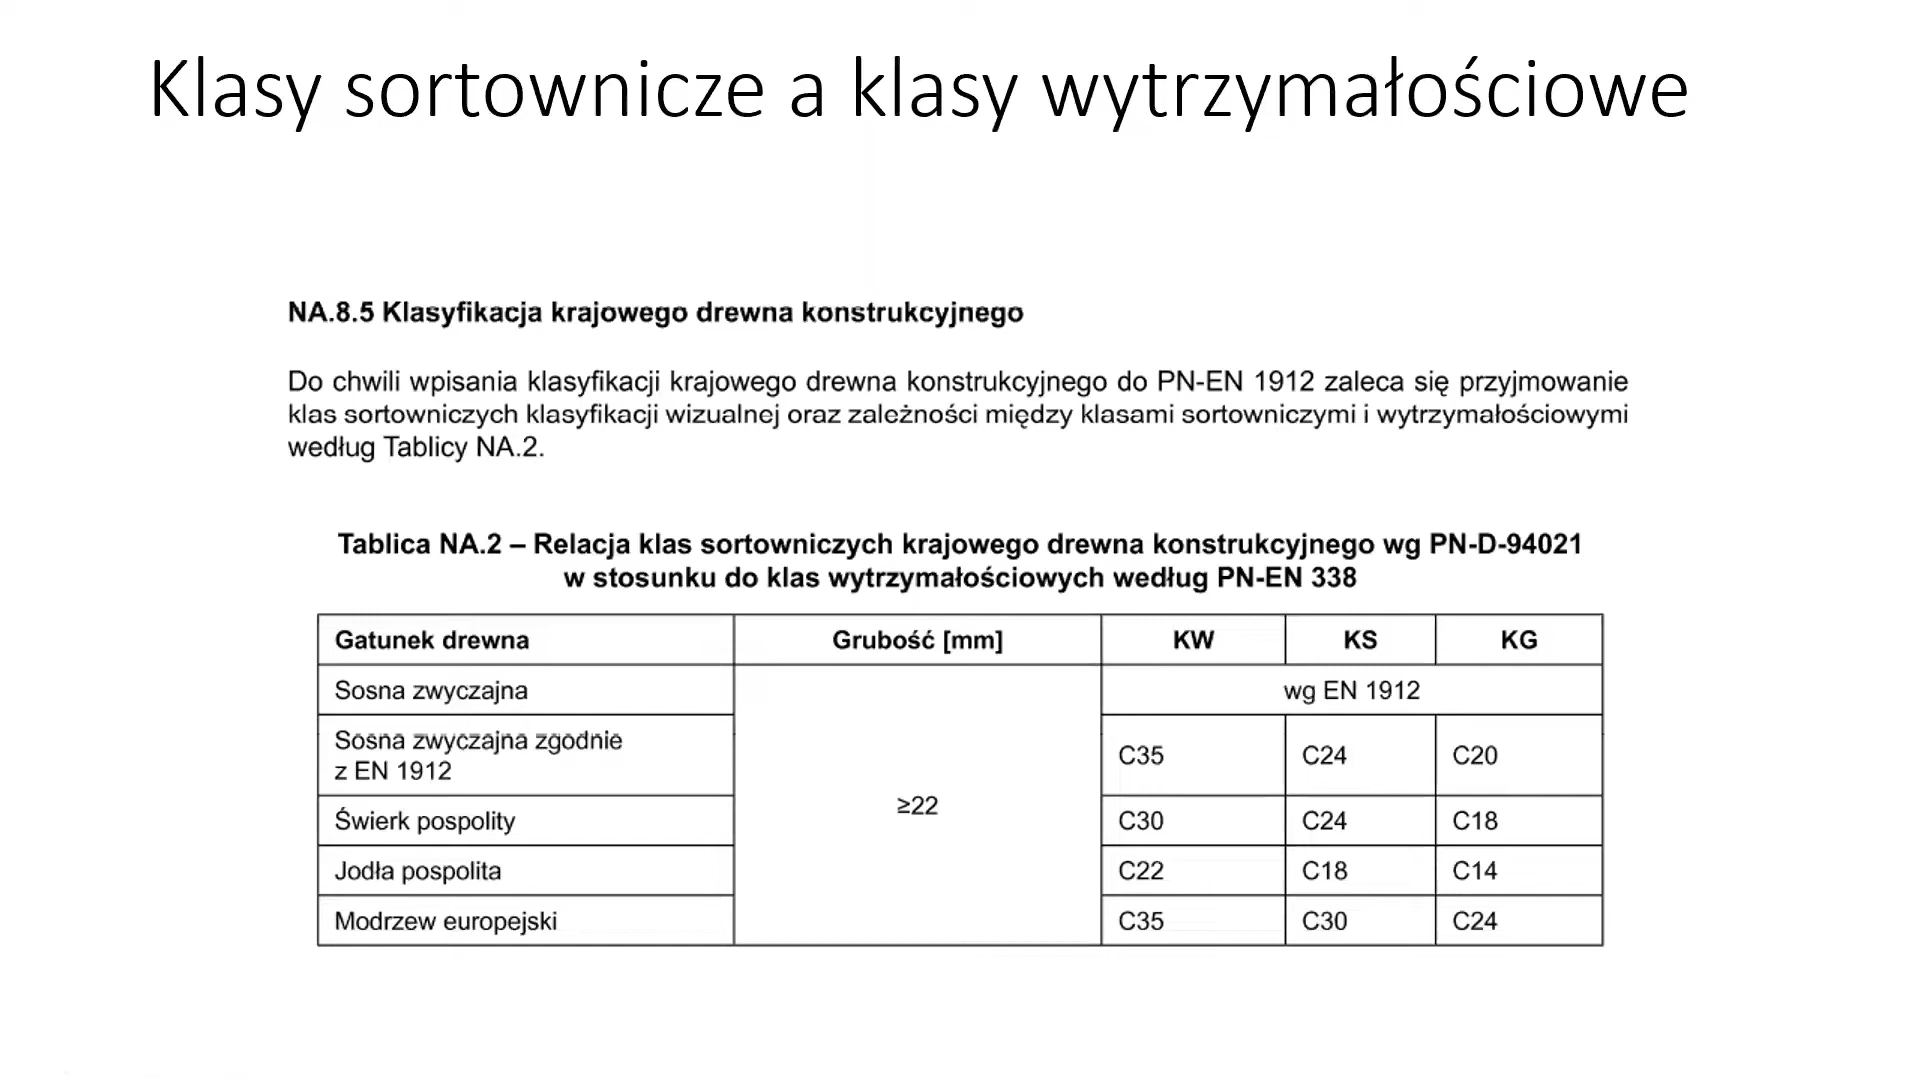 Klasy sortownicze a klasy wytrzymałościowe
NA.8.5 Klasyfikacja krajowego drewna konstrukcyjnego
Do chwili wpisania klasyfikacji krajowego drewna konstrukcyjnego do PN-EN 1912 zaleca się przyjmowanie
klas sortowniczych klasyfikacji wizualnej oraz zależności między klasami sortowniczymi i wytrzymałościowymi
według Tablicy NA.2.
Tablica NA.2 – Relacja klas sortowniczych krajowego drewna konstrukcyjnego wg PN-D-94021
w stosunku do klas wytrzymałościowych według PN-EN 338
Gatunek drewna Grubość [mm] KW KS KG
Sosna zwyczajna wg EN 1912
Sosna zwyczajna zgodnie
z EN 1912 C35 C24 C20
≥22
Świerk pospolity C30 C24 C18
Jodła pospolita C22 C18 C14
Modrzew europejski C35 C30 C24